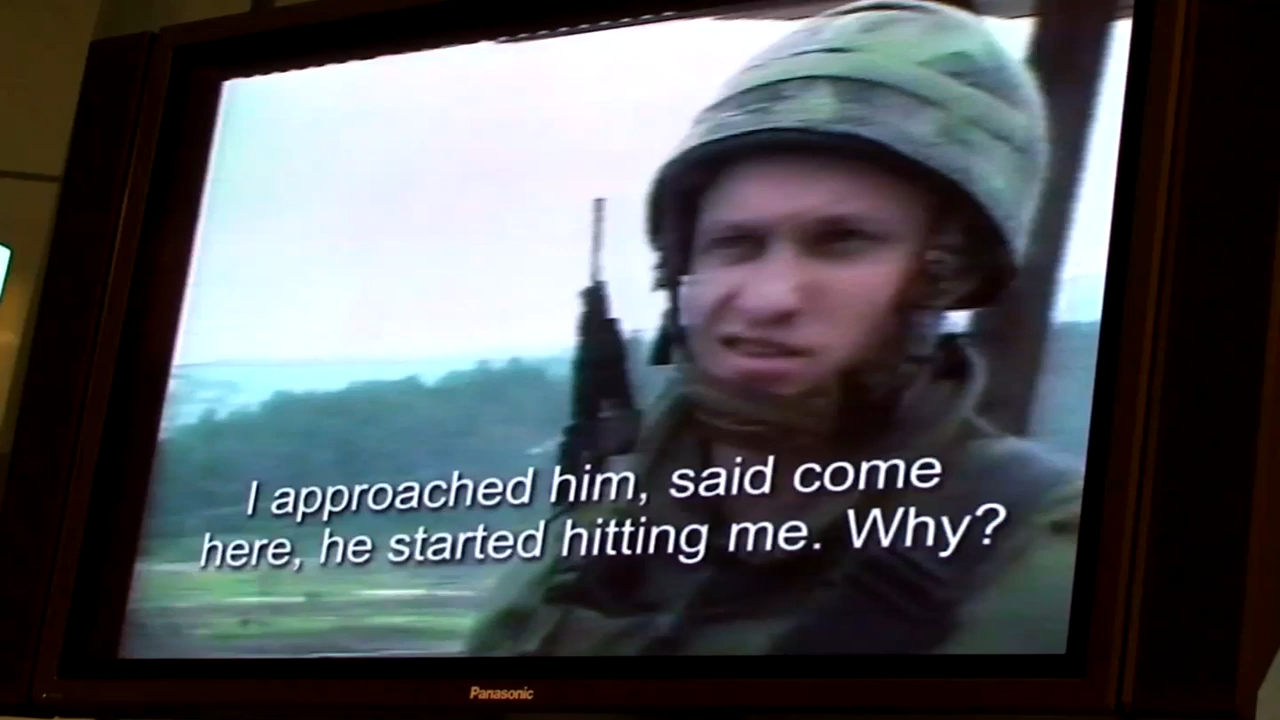 I approached him, said come
here, he started hitting me. Why?
Panasonic